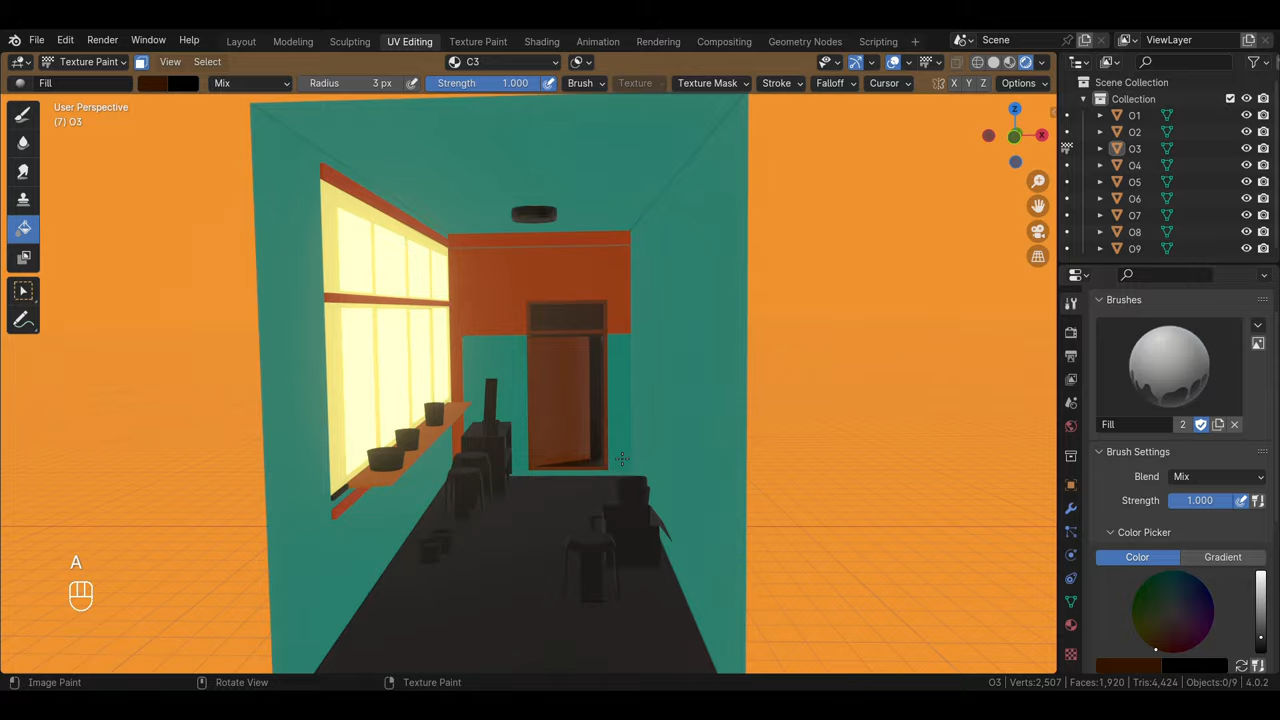 File Edit Render Window Help Layout Modeling Sculpting UV Editing Texture Paint Shading Animation Rendering Compositing Geometry Nodes Scripting + Scene ViewLayer
Texture Paint View Select C3
Fill Mix Radius 3 px Strength 1.000 Brush Texture Texture Mask Stroke Falloff Cursor X Y Z Options
User Perspective
(7) O3
Z
X
Scene Collection
Collection
O1
O2
O3
O4
O5
O6
O7
O8
O9
Brushes
Fill 2
Brush Settings
Blend Mix
Strength 1.000
Color Picker
Color Gradient
A
Image Paint Rotate View Texture Paint O3 | Verts:2,507 | Faces:1,920 | Tris:4,424 | Objects:0/9 | 4.0.2